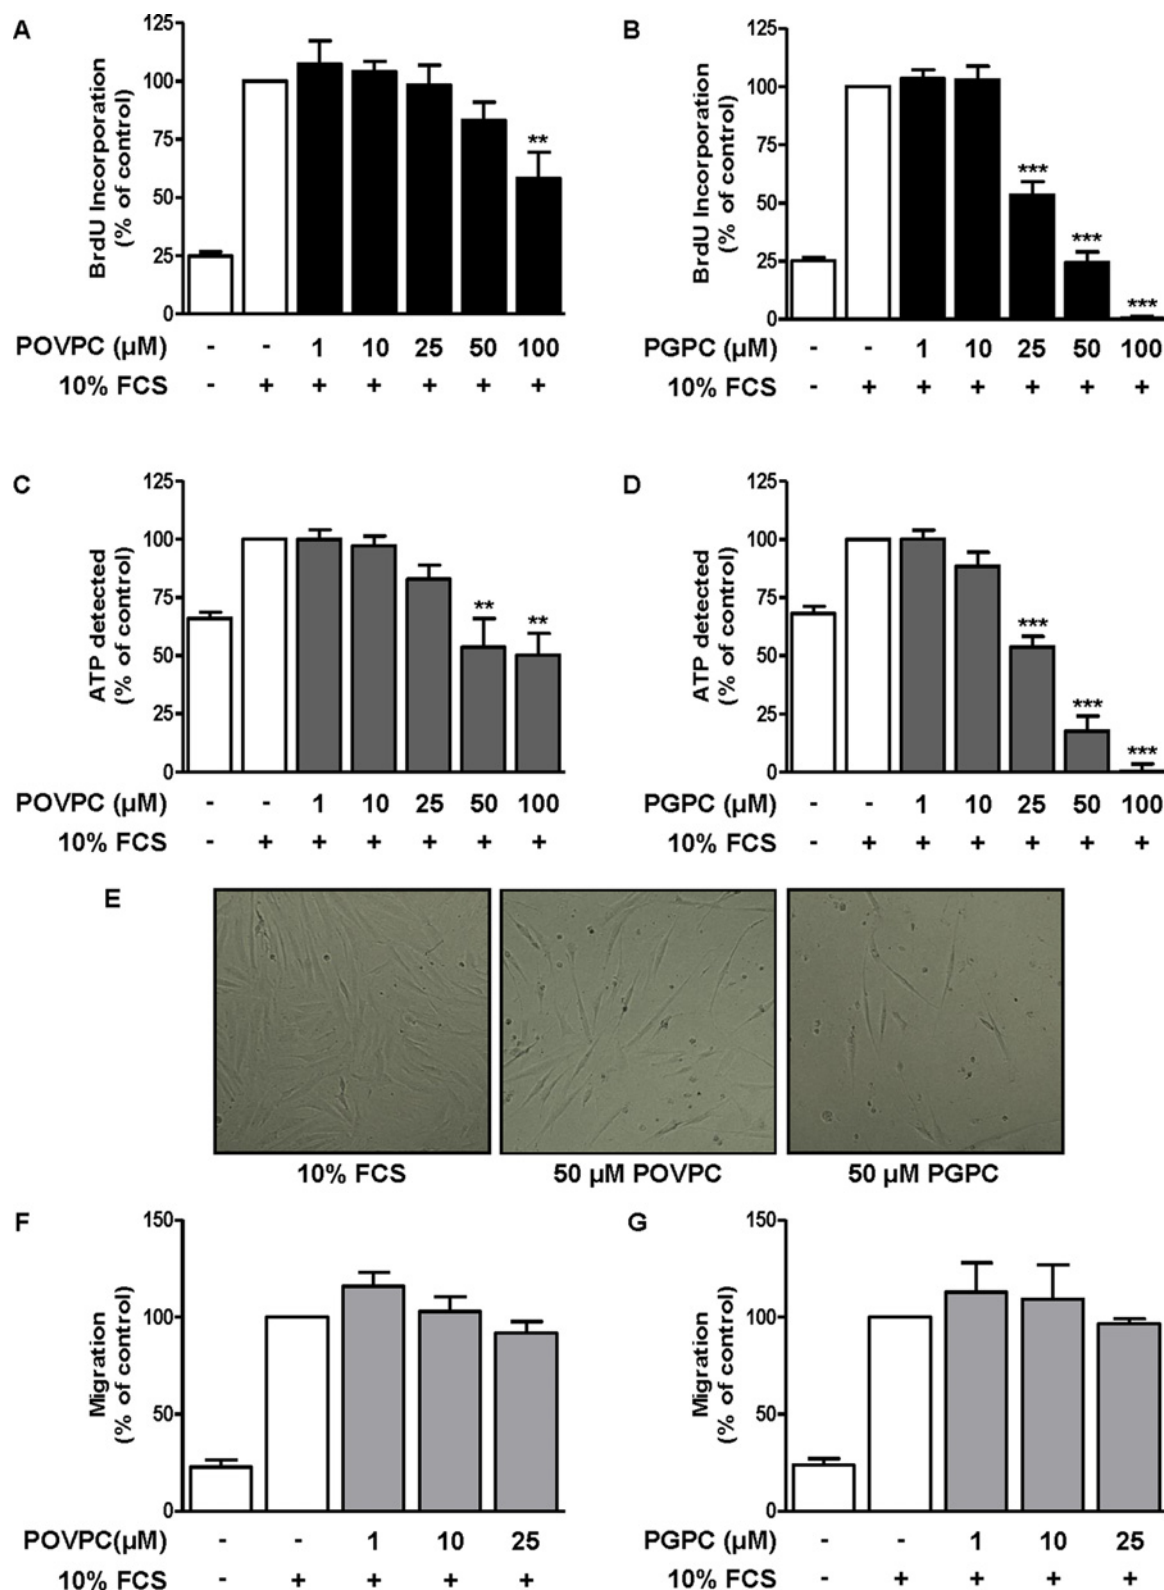 A
BrdU Incorporation
(% of control)
125
100
75
50
25
0
**
POVPC (µM) - - 1 10 25 50 100
10% FCS - + + + + + +
B
BrdU Incorporation
(% of control)
125
100
75
50
25
0
***
***
***
PGPC (µM) - - 1 10 25 50 100
10% FCS - + + + + + +
C
ATP detected
(% of control)
125
100
75
50
25
0
** **
POVPC (µM) - - 1 10 25 50 100
10% FCS - + + + + + +
D
ATP detected
(% of control)
125
100
75
50
25
0
***
***
***
PGPC (µM) - - 1 10 25 50 100
10% FCS - + + + + + +
E
10% FCS
50 µM POVPC
50 µM PGPC
F
Migration
(% of control)
150
100
50
0
POVPC(µM) - - 1 10 25
10% FCS - + + + +
G
Migration
(% of control)
150
100
50
0
PGPC (µM) - - 1 10 25
10% FCS - + + + +